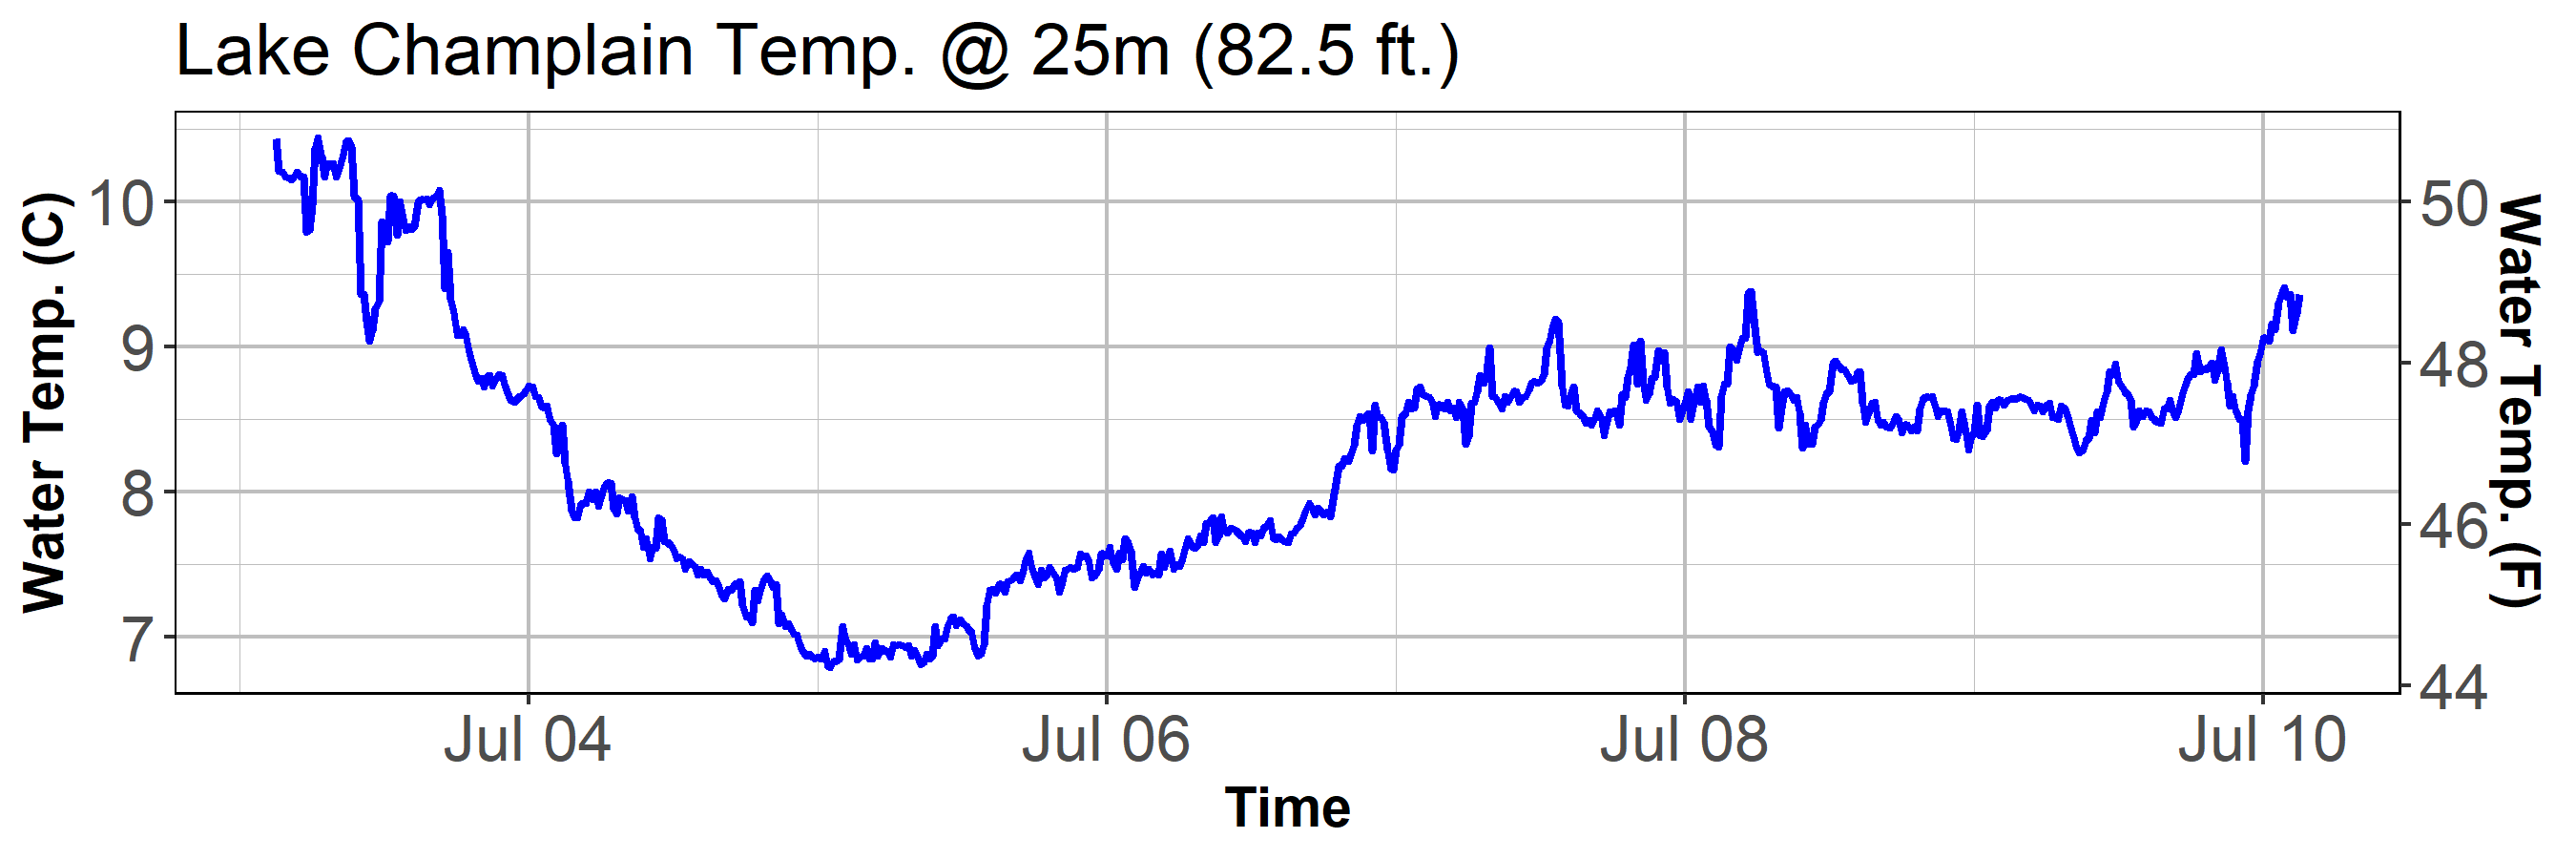 Lake Champlain Temp. @ 25m (82.5 ft.)
Water Temp. (C)
10
9
8
7
50
48
46
44
Water Temp. (F)
Jul 04
Jul 06
Jul 08
Jul 10
Time